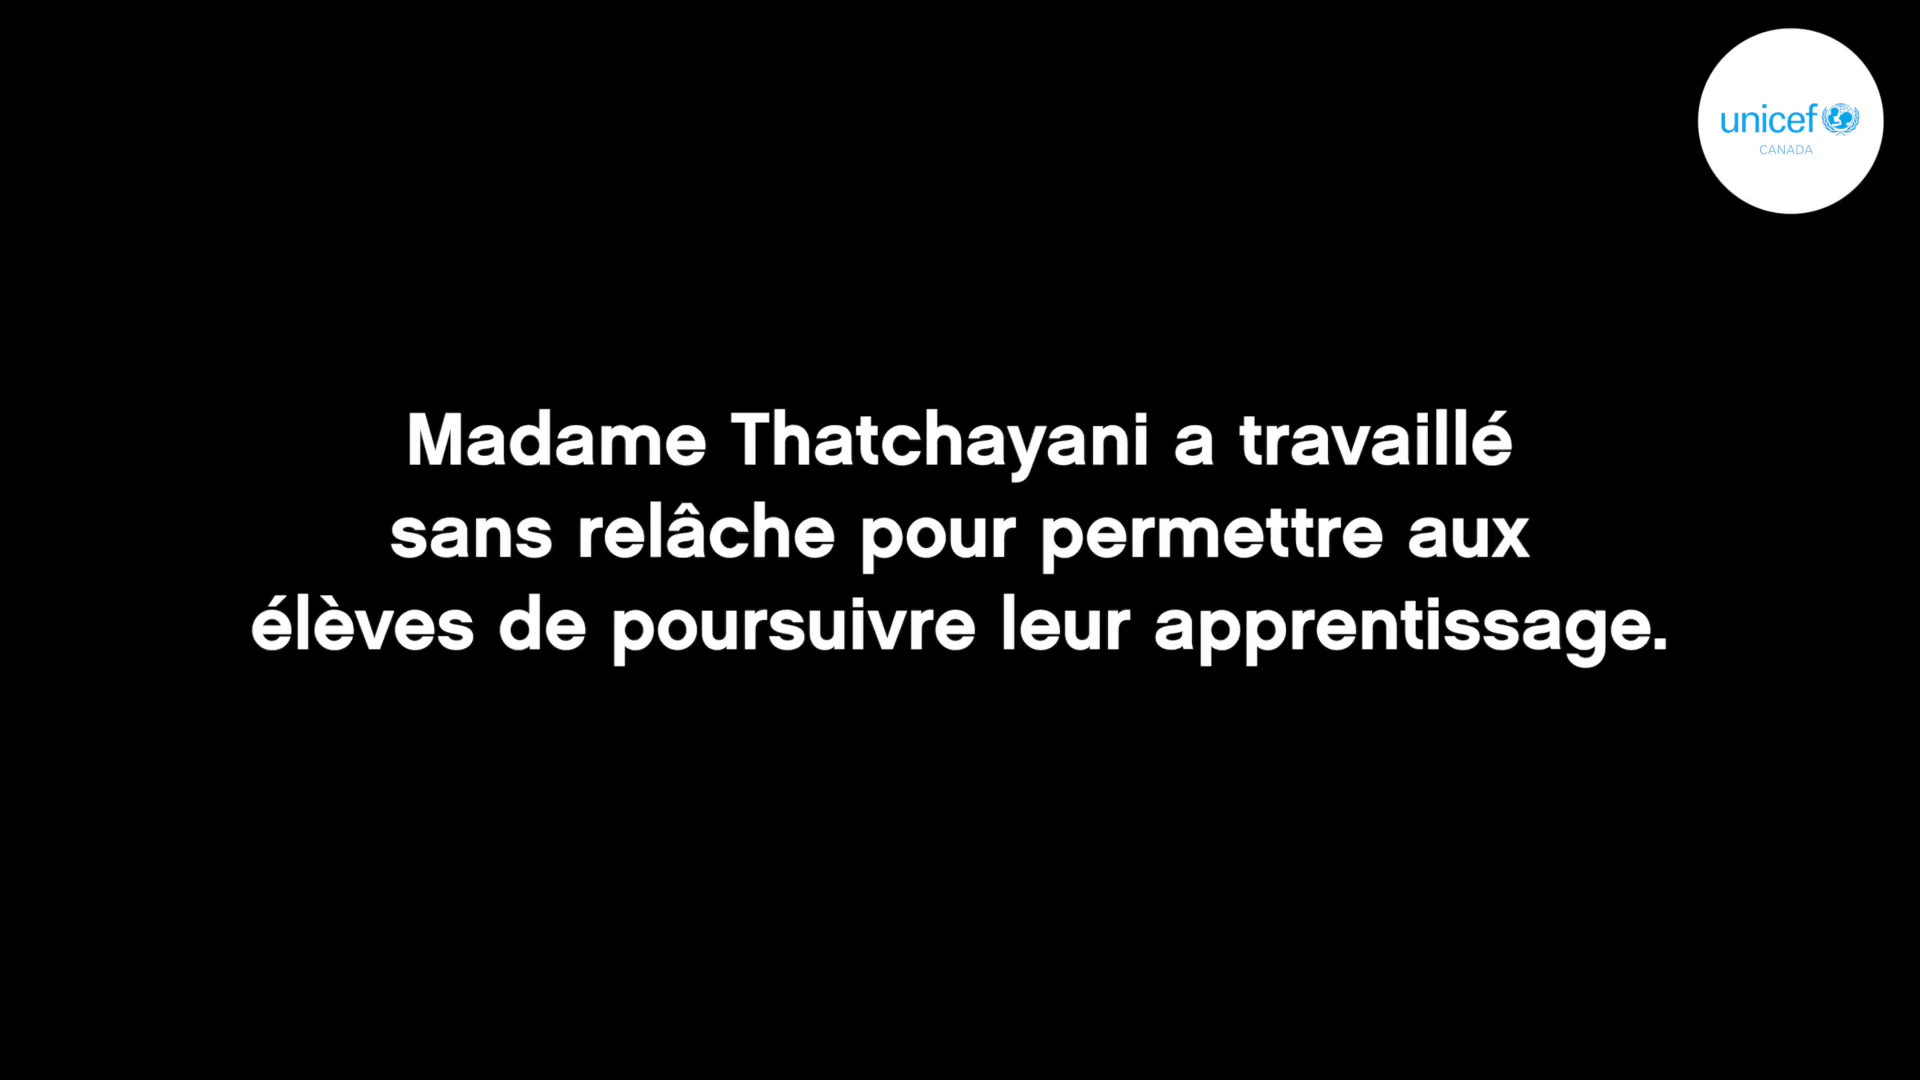 unicef
CANADA
Madame Thatchayani a travaillé
sans relâche pour permettre aux
élèves de poursuivre leur apprentissage.